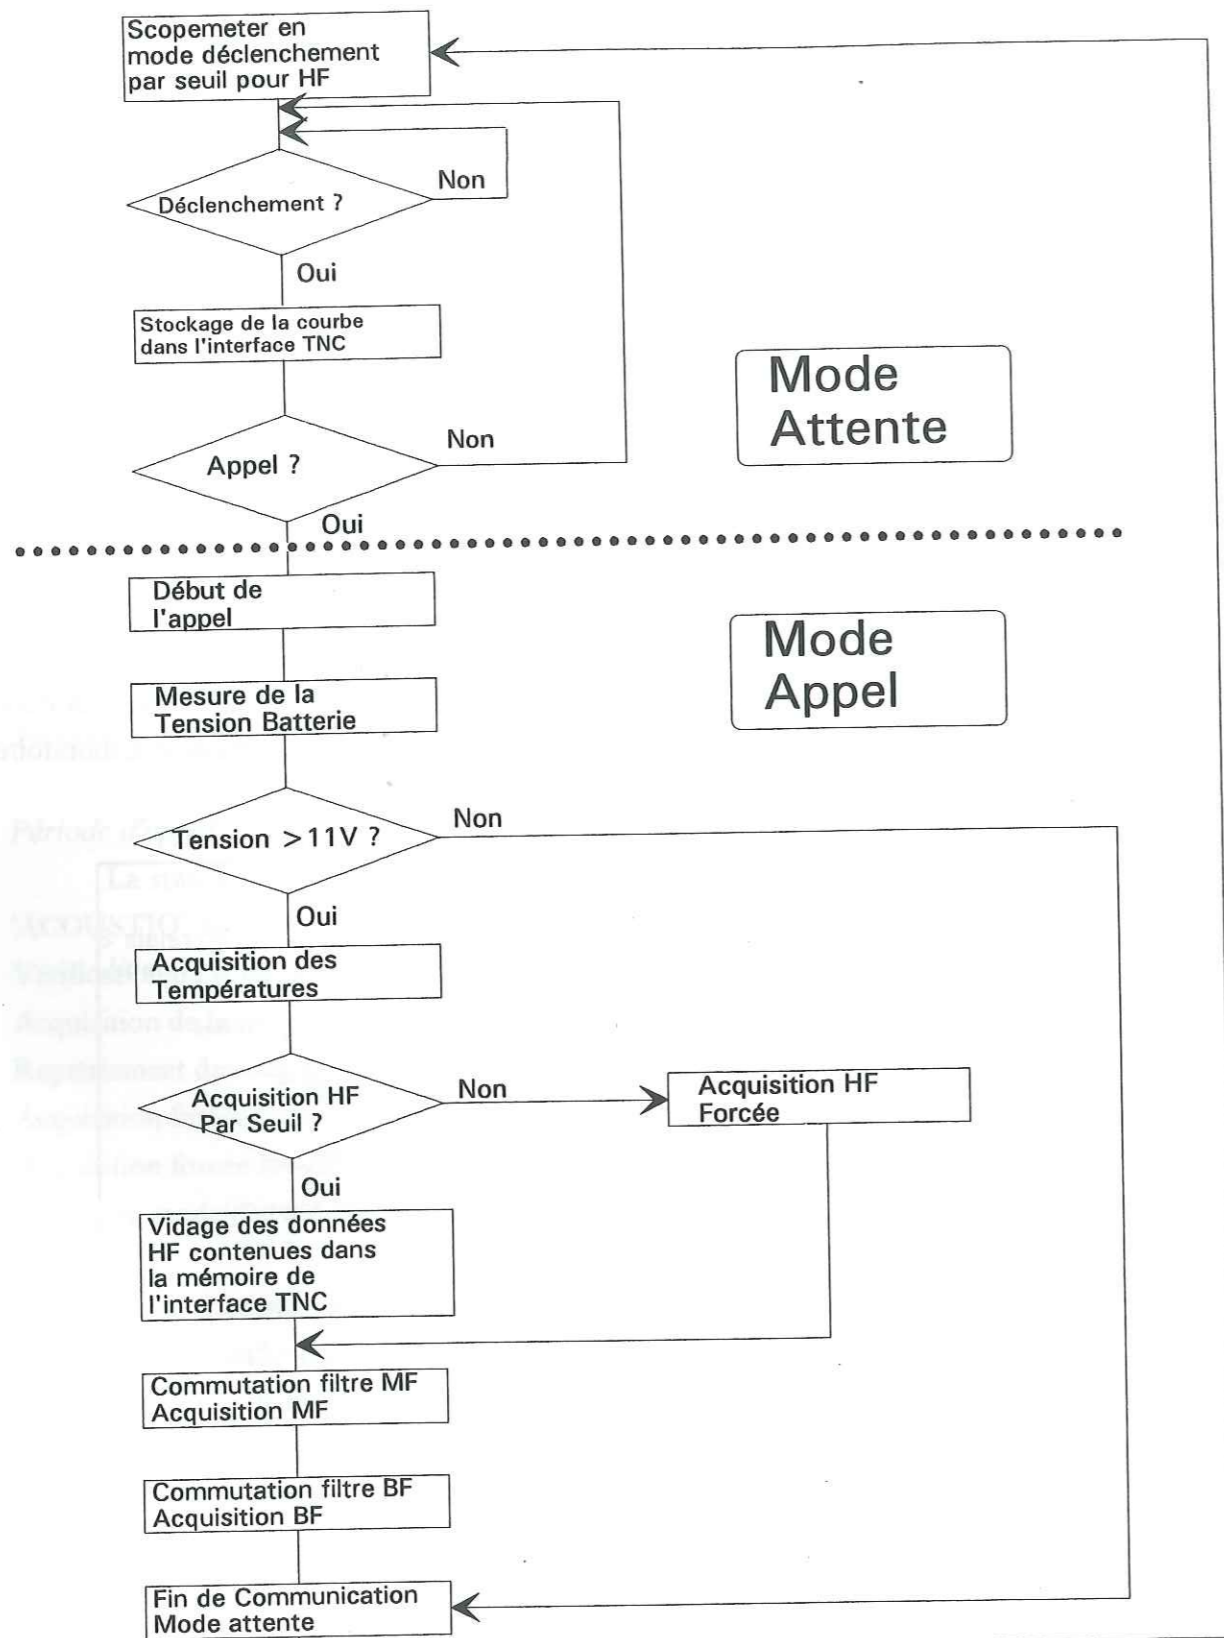 Scopemeter en
mode déclenchement
par seuil pour HF
Non
Déclenchement ?
Oui
Stockage de la courbe
dans l'interface TNC
Mode
Attente
Non
Appel ?
Oui
Début de
l'appel
Mode
Appel
Mesure de la
Tension Batterie
Non
Tension >11V ?
Oui
Acquisition des
Températures
Acquisition HF
Par Seuil ?
Non
Acquisition HF
Forcée
Oui
Vidage des données
HF contenues dans
la mémoire de
l'interface TNC
Commutation filtre MF
Acquisition MF
Commutation filtre BF
Acquisition BF
Fin de Communication
Mode attente